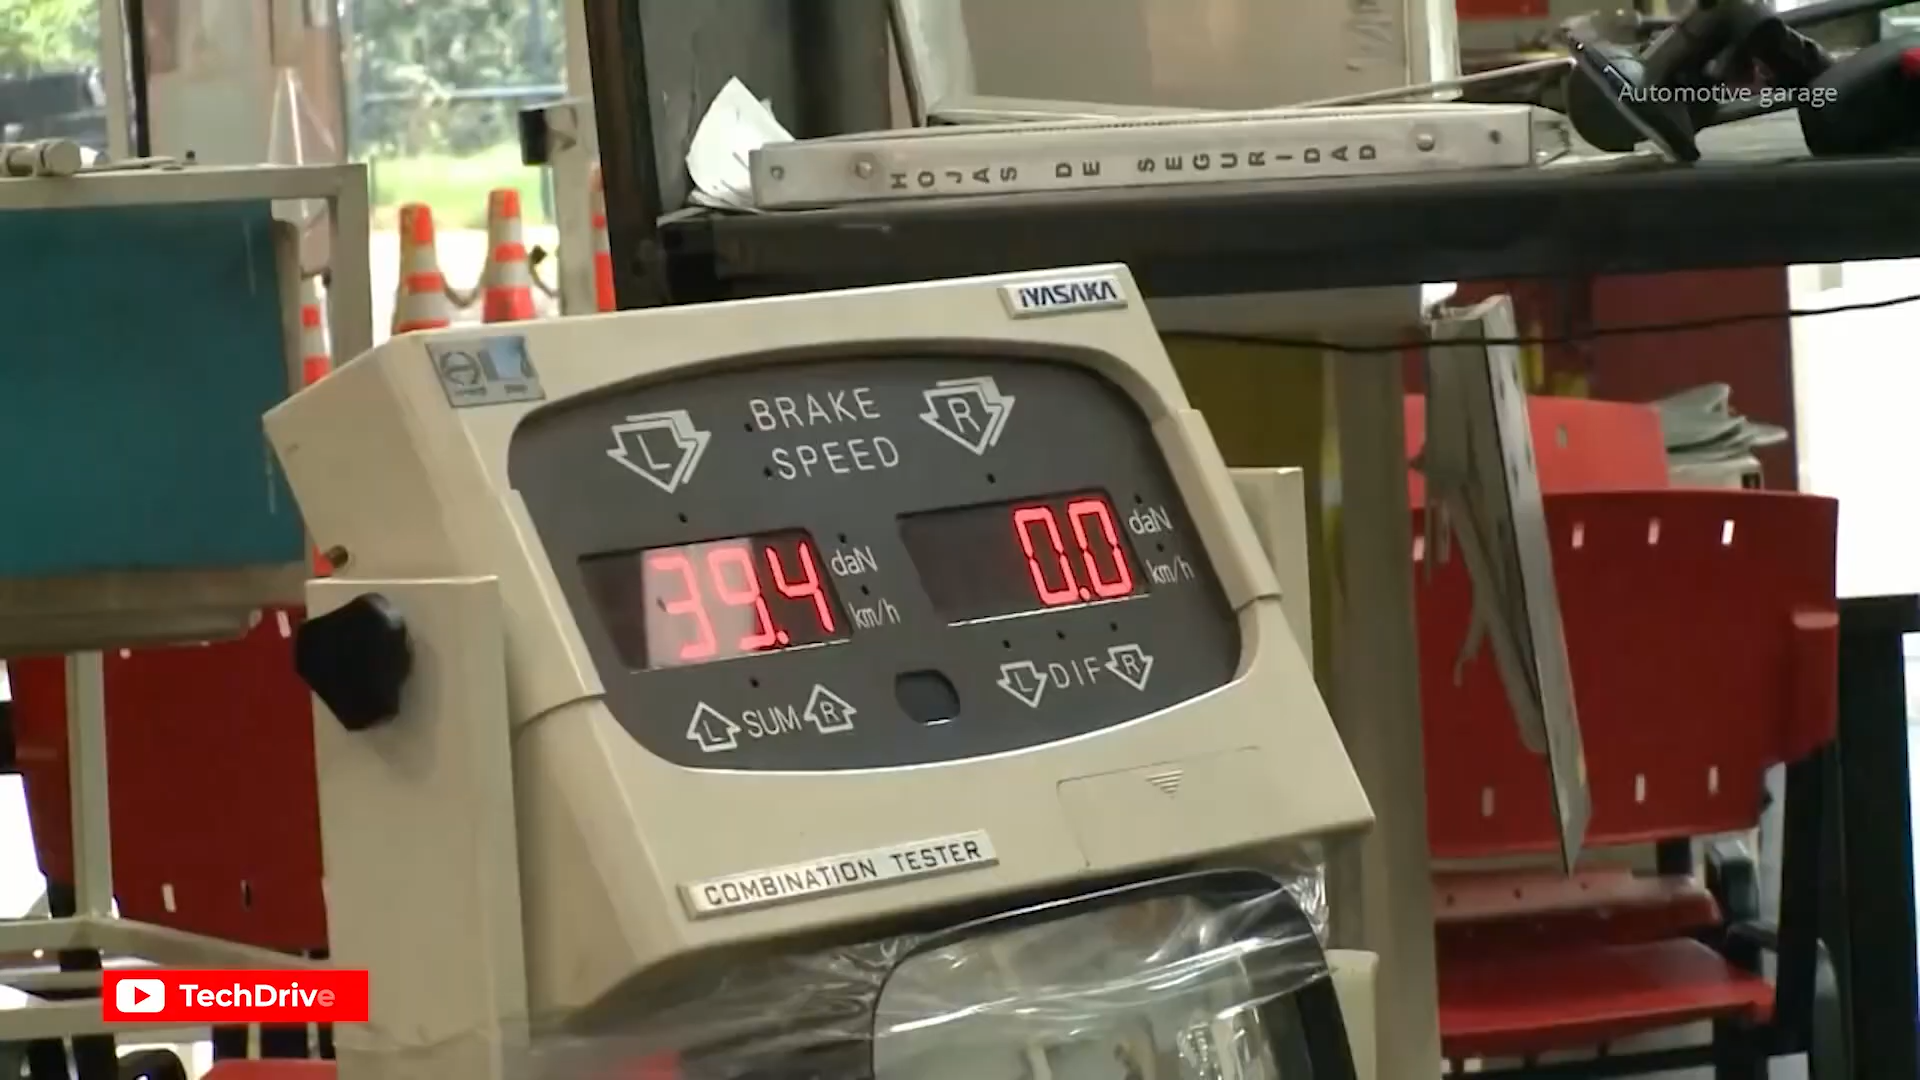 Automotive garage
HOJAS DE SEGURIDAD
IYASAKA
L BRAKE R
SPEED
39.4 daN
km/h
0.0 daN
km/h
L SUM R
L DIF R
COMBINATION TESTER
TechDrive